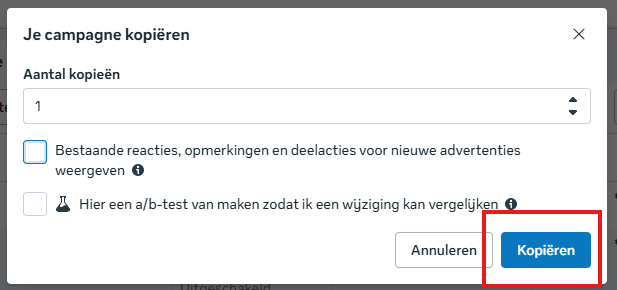 Je campagne kopiëren
Aantal kopieën
1
Bestaande reacties, opmerkingen en deelacties voor nieuwe advertenties
weergeven
Hier een a/b-test van maken zodat ik een wijziging kan vergelijken
Annuleren
Kopiëren